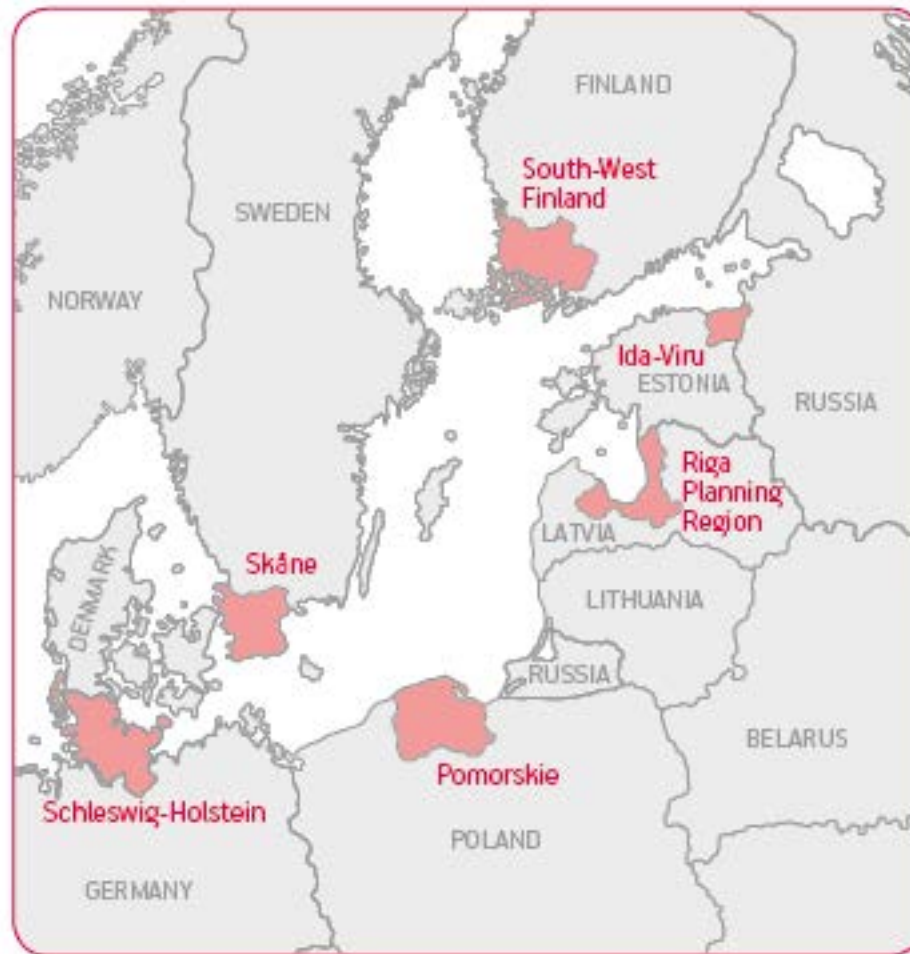 FINLAND
South-West
Finland
SWEDEN
NORWAY
Ida-Viru
ESTONIA
RUSSIA
Riga
Planning
Region
LATVIA
Skåne
DENMARK
LITHUANIA
RUSSIA
BELARUS
Pomorskie
Schleswig-Holstein
POLAND
GERMANY